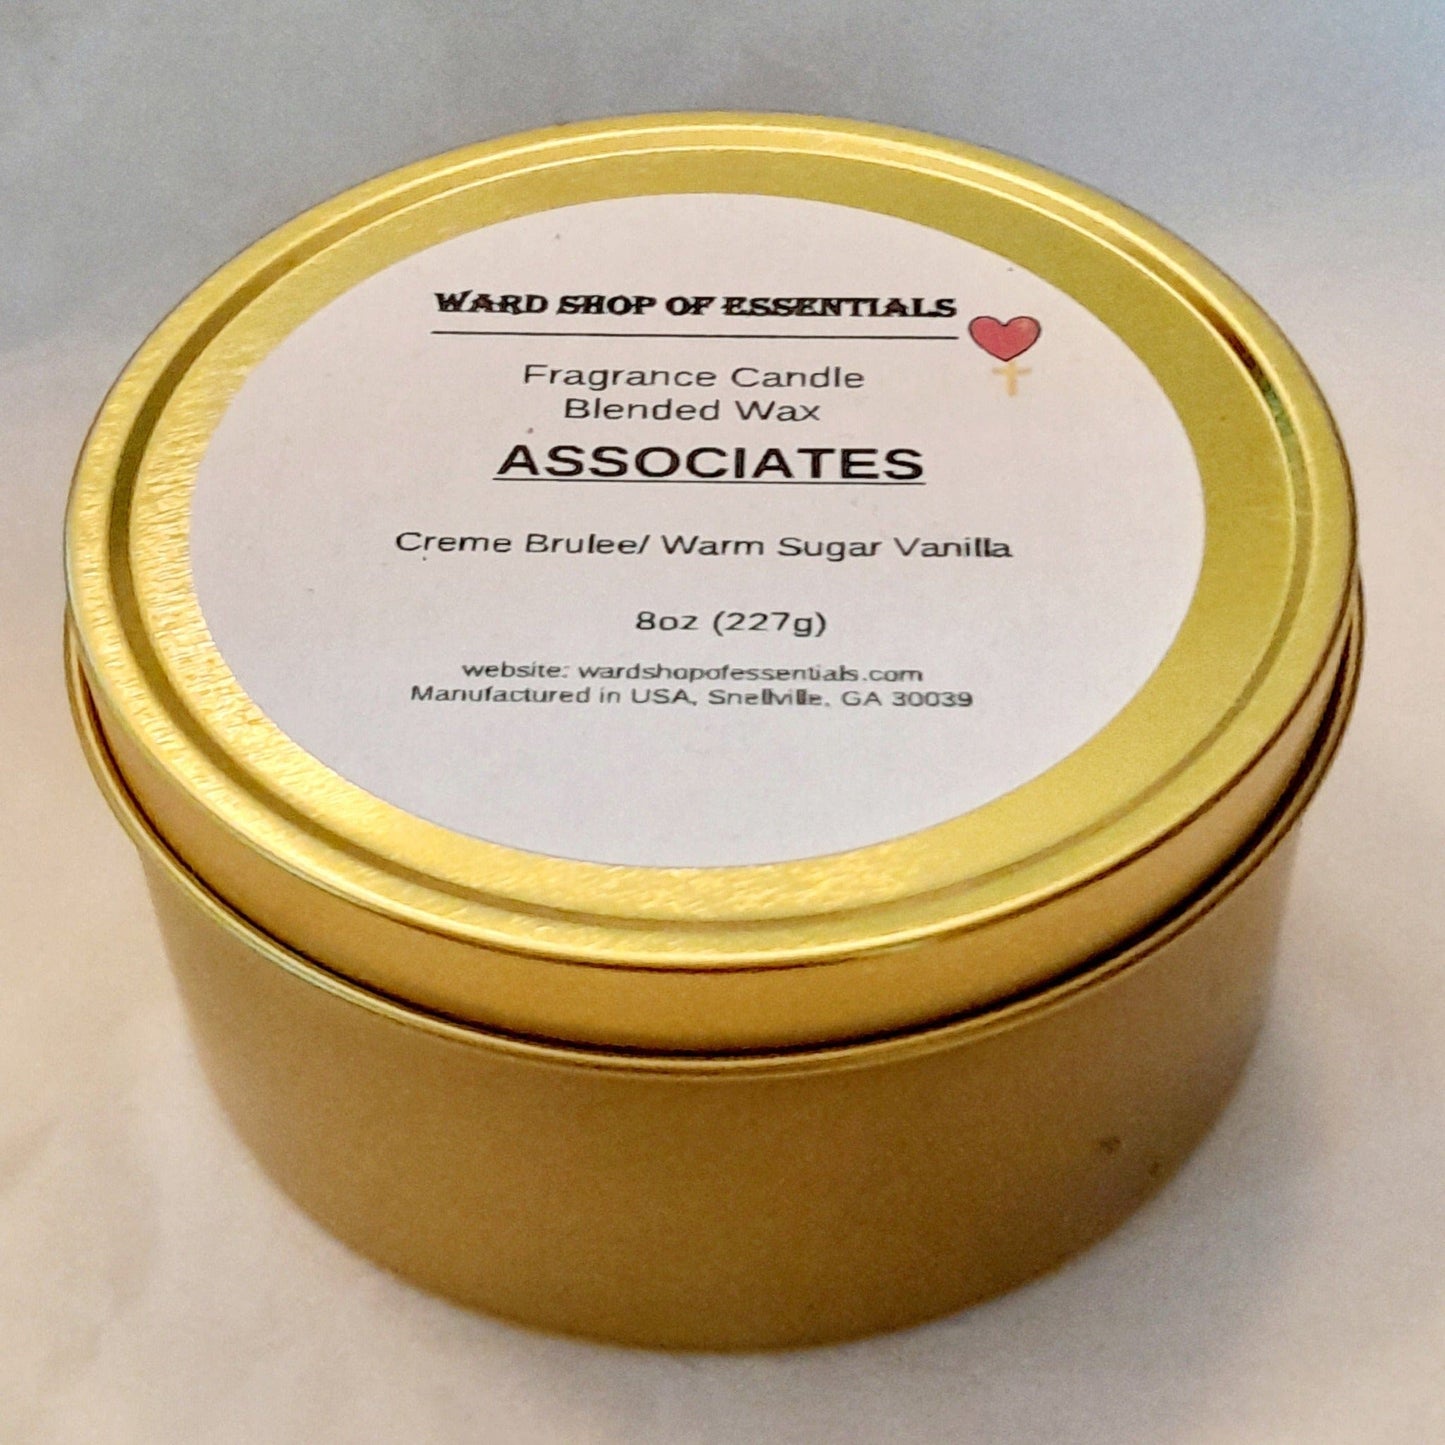 WARD SHOP OF ESSENTIALS
Fragrance Candle
Blended Wax
ASSOCIATES
Creme Brulee/ Warm Sugar Vanilla
8oz (227g)
website: wardshopofessentials.com
Manufactured in USA, Snellville, GA 30039